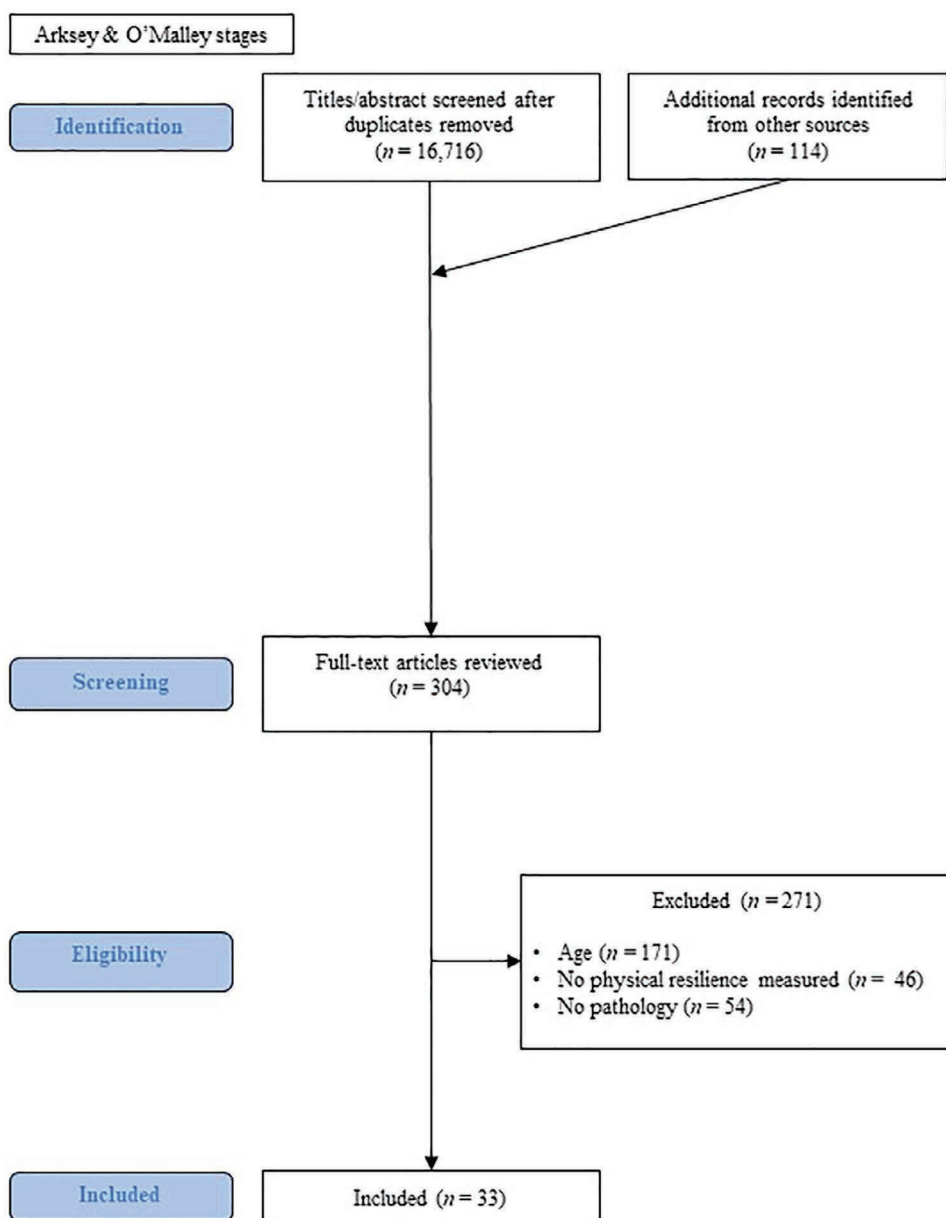 Arksey & O’Malley stages
Identification
Titles/abstract screened after
duplicates removed
(n = 16,716)
Additional records identified
from other sources
(n = 114)
Screening
Full-text articles reviewed
(n = 304)
Eligibility
Excluded (n = 271)
• Age (n = 171)
• No physical resilience measured (n = 46)
• No pathology (n = 54)
Included
Included (n = 33)